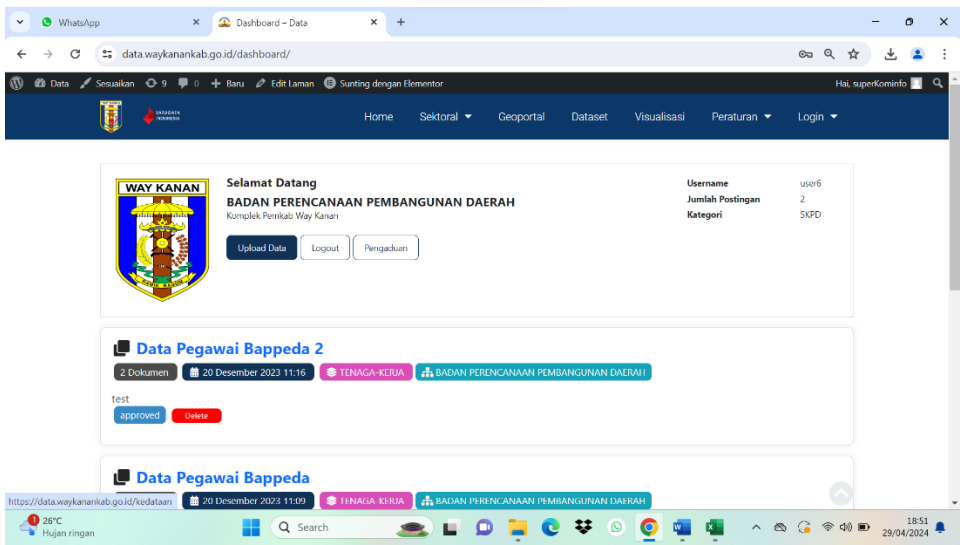 WhatsApp
Dashboard – Data
data.waykanankab.go.id/dashboard/
Data Sesuaikan 9 0 Baru Edit Laman Sunting dengan Elementor Hai, superKominfo
Home Sektoral Geoportal Dataset Visualisasi Peraturan Login
WAY KANAN
Selamat Datang
BADAN PERENCANAAN PEMBANGUNAN DAERAH
Komplek Pemkab Way Kanan
Upload Data Logout Pengaduan
Username user6
Jumlah Postingan 2
Kategori SKPD
Data Pegawai Bappeda 2
2 Dokumen 20 Desember 2023 11:16 TENAGA-KERJA BADAN PERENCANAAN PEMBANGUNAN DAERAH
test
approved Delete
Data Pegawai Bappeda
20 Desember 2023 11:09 TENAGA-KERJA BADAN PERENCANAAN PEMBANGUNAN DAERAH
https://data.waykanankab.go.id/kedataan
1
26°C
Hujan ringan
Search
18:51
29/04/2024